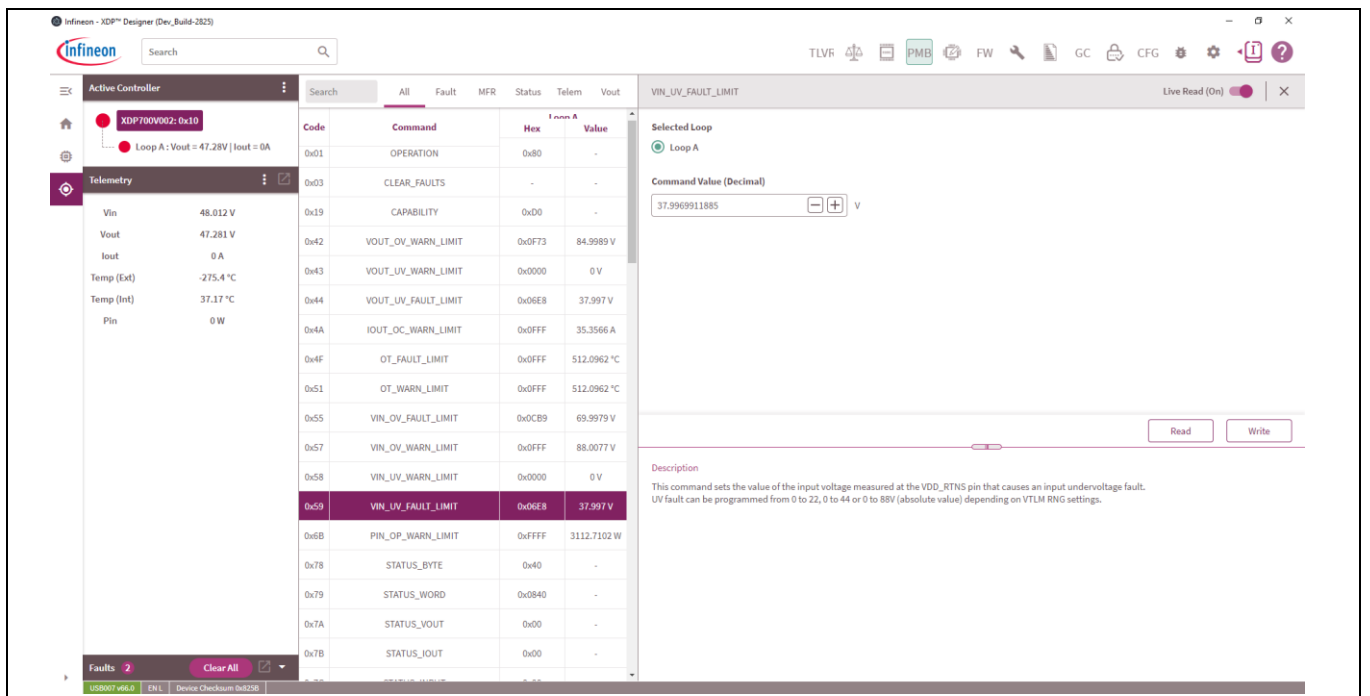 Infineon - XDP™ Designer (Dev_Build-2825)
infineon
Search
TLVR
PMB
FW
GC
CFG
Active Controller
XDP700V002: 0x10
Loop A : Vout = 47.28V | Iout = 0A
Telemetry
Vin 48.012 V
Vout 47.281 V
Iout 0 A
Temp (Ext) -275.4 °C
Temp (Int) 37.17 °C
Pin 0 W
Faults 2 Clear All
USB007 v66.0 EN L Device Checksum 0x825B
Search All Fault MFR Status Telem Vout
Loop A
Code Command Hex Value
0x01 OPERATION 0x80 -
0x03 CLEAR_FAULTS - -
0x19 CAPABILITY 0xD0 -
0x42 VOUT_OV_WARN_LIMIT 0x0F73 84.9989 V
0x43 VOUT_UV_WARN_LIMIT 0x0000 0 V
0x44 VOUT_UV_FAULT_LIMIT 0x06E8 37.997 V
0x4A IOUT_OC_WARN_LIMIT 0x0FFF 35.3566 A
0x4F OT_FAULT_LIMIT 0x0FFF 512.0962 °C
0x51 OT_WARN_LIMIT 0x0FFF 512.0962 °C
0x55 VIN_OV_FAULT_LIMIT 0x0CB9 69.9979 V
0x57 VIN_OV_WARN_LIMIT 0x0FFF 88.0077 V
0x58 VIN_UV_WARN_LIMIT 0x0000 0 V
0x59 VIN_UV_FAULT_LIMIT 0x06E8 37.997 V
0x6B PIN_OP_WARN_LIMIT 0xFFFF 3112.7102 W
0x78 STATUS_BYTE 0x40 -
0x79 STATUS_WORD 0x0840 -
0x7A STATUS_VOUT 0x00 -
0x7B STATUS_IOUT 0x00 -
VIN_UV_FAULT_LIMIT Live Read (On)
Selected Loop
Loop A
Command Value (Decimal)
37.9969911885 V
Read Write
Description
This command sets the value of the input voltage measured at the VDD_RTNS pin that causes an input undervoltage fault.
UV fault can be programmed from 0 to 22, 0 to 44 or 0 to 88V (absolute value) depending on VTLM RNG settings.